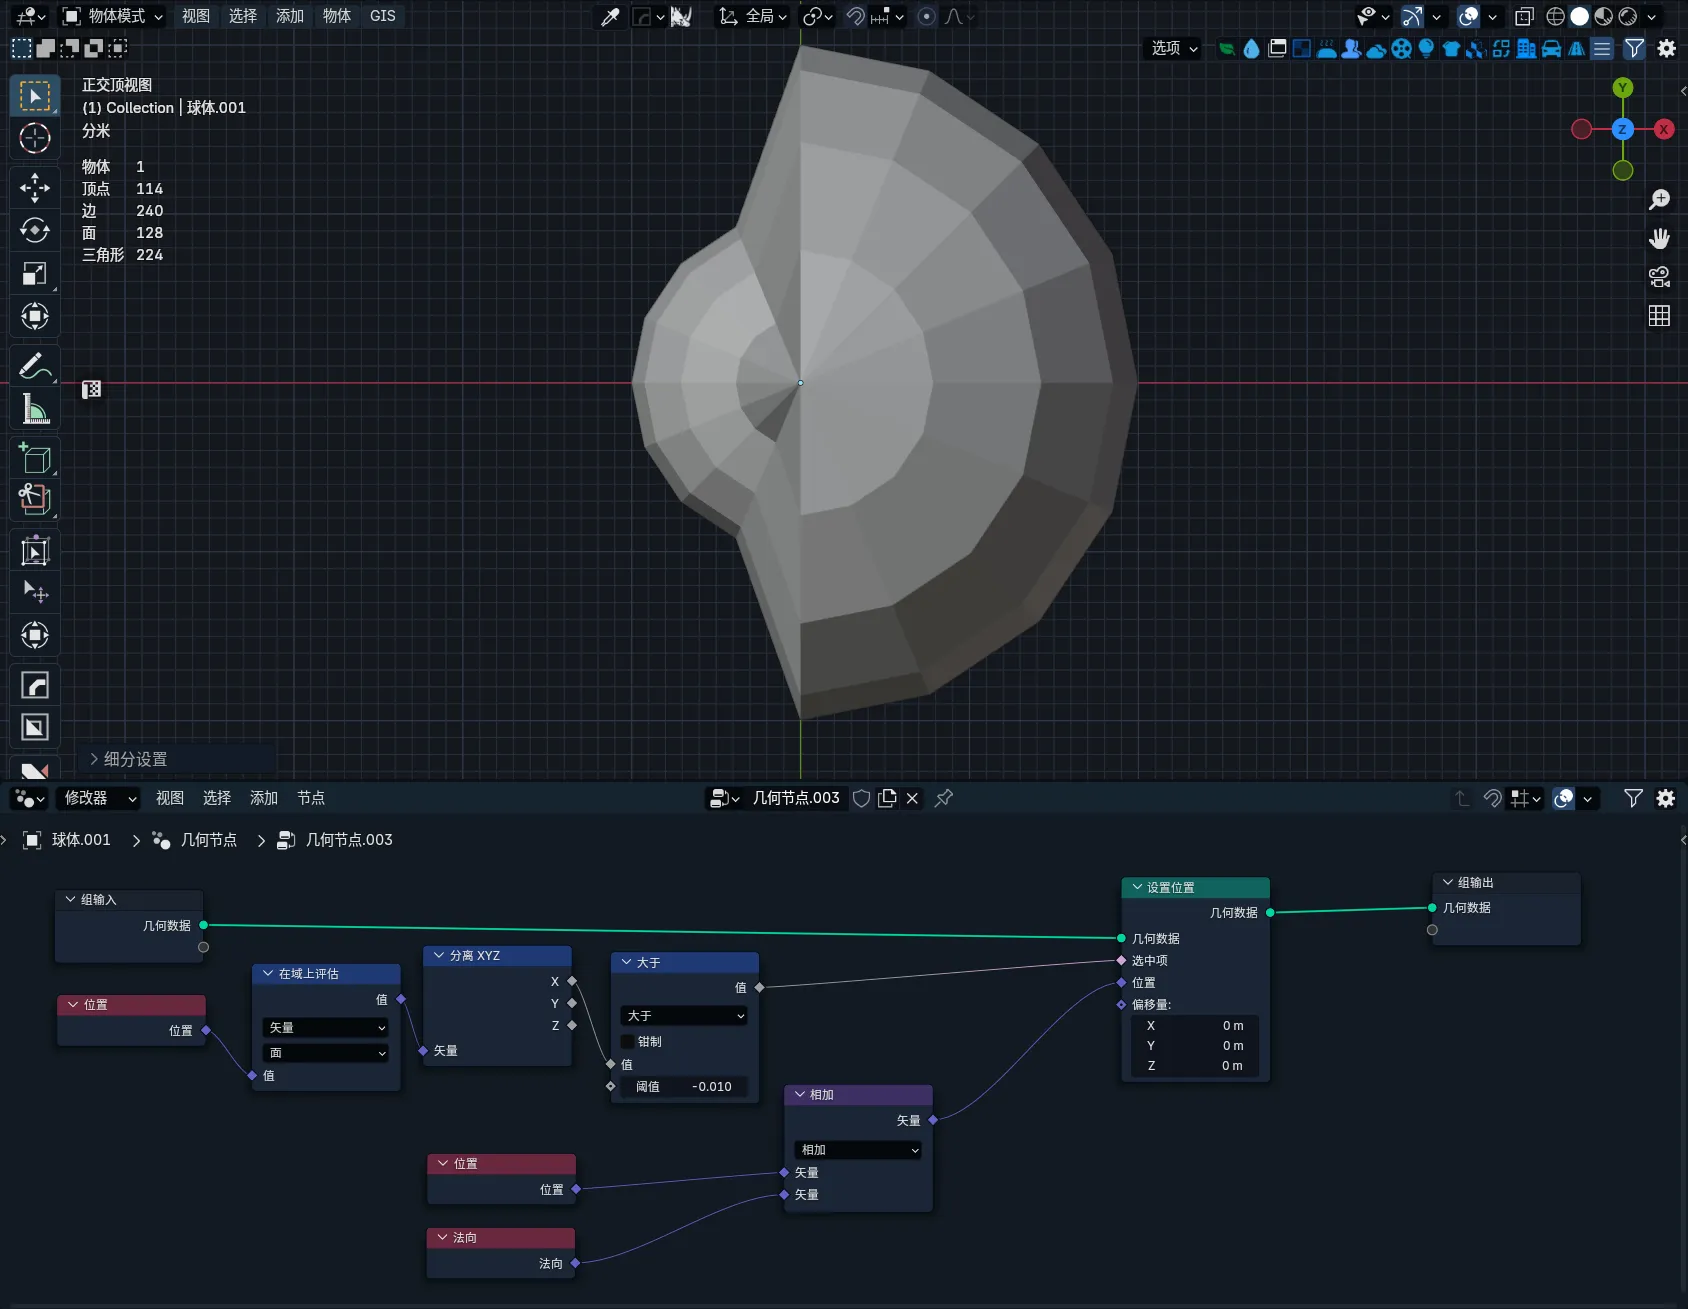 物体模式 视图 选择 添加 物体 GIS 全局
选项
正交顶视图
(1) Collection | 球体.001
分米
物体 1
顶点 114
边 240
面 128
三角形 224
Y
Z
X
细分设置
修改器 视图 选择 添加 节点 几何节点.003
球体.001 几何节点 几何节点.003
组输入
几何数据
位置
位置
在域上评估
值
矢量
面
值
分离 XYZ
X
Y
Z
矢量
大于
值
大于
钳制
值
阈值 -0.010
位置
位置
法向
法向
相加
矢量
相加
矢量
矢量
设置位置
几何数据
几何数据
选中项
位置
偏移量:
X 0 m
Y 0 m
Z 0 m
组输出
几何数据